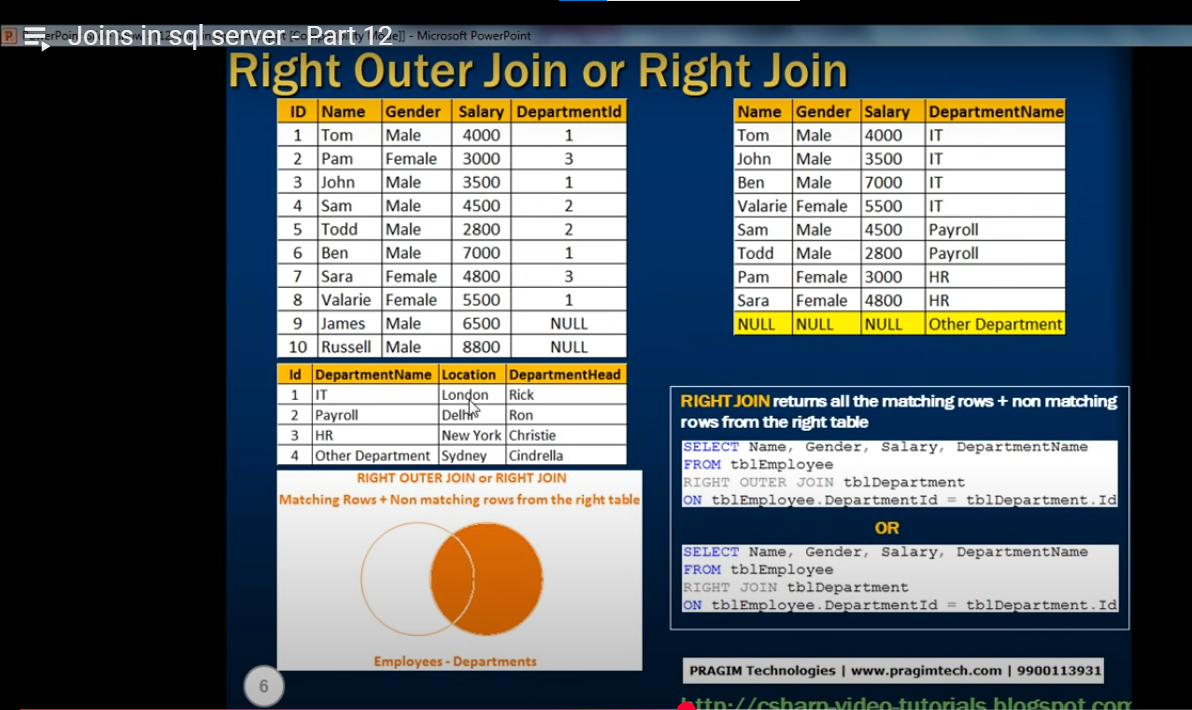 Joins in sql server - Part 12
Microsoft PowerPoint
Right Outer Join or Right Join
ID Name Gender Salary DepartmentId
1 Tom Male 4000 1
2 Pam Female 3000 3
3 John Male 3500 1
4 Sam Male 4500 2
5 Todd Male 2800 2
6 Ben Male 7000 1
7 Sara Female 4800 3
8 Valarie Female 5500 1
9 James Male 6500 NULL
10 Russell Male 8800 NULL
Id DepartmentName Location DepartmentHead
1 IT London Rick
2 Payroll Delhi Ron
3 HR New York Christie
4 Other Department Sydney Cindrella
RIGHT OUTER JOIN or RIGHT JOIN
Matching Rows + Non matching rows from the right table
Employees - Departments
6
Name Gender Salary DepartmentName
Tom Male 4000 IT
John Male 3500 IT
Ben Male 7000 IT
Valarie Female 5500 IT
Sam Male 4500 Payroll
Todd Male 2800 Payroll
Pam Female 3000 HR
Sara Female 4800 HR
NULL NULL NULL Other Department
RIGHT JOIN returns all the matching rows + non matching
rows from the right table
SELECT Name, Gender, Salary, DepartmentName
FROM tblEmployee
RIGHT OUTER JOIN tblDepartment
ON tblEmployee.DepartmentId = tblDepartment.Id
OR
SELECT Name, Gender, Salary, DepartmentName
FROM tblEmployee
RIGHT JOIN tblDepartment
ON tblEmployee.DepartmentId = tblDepartment.Id
PRAGIM Technologies | www.pragimtech.com | 9900113931
http://csharp-video-tutorials.blogspot.com